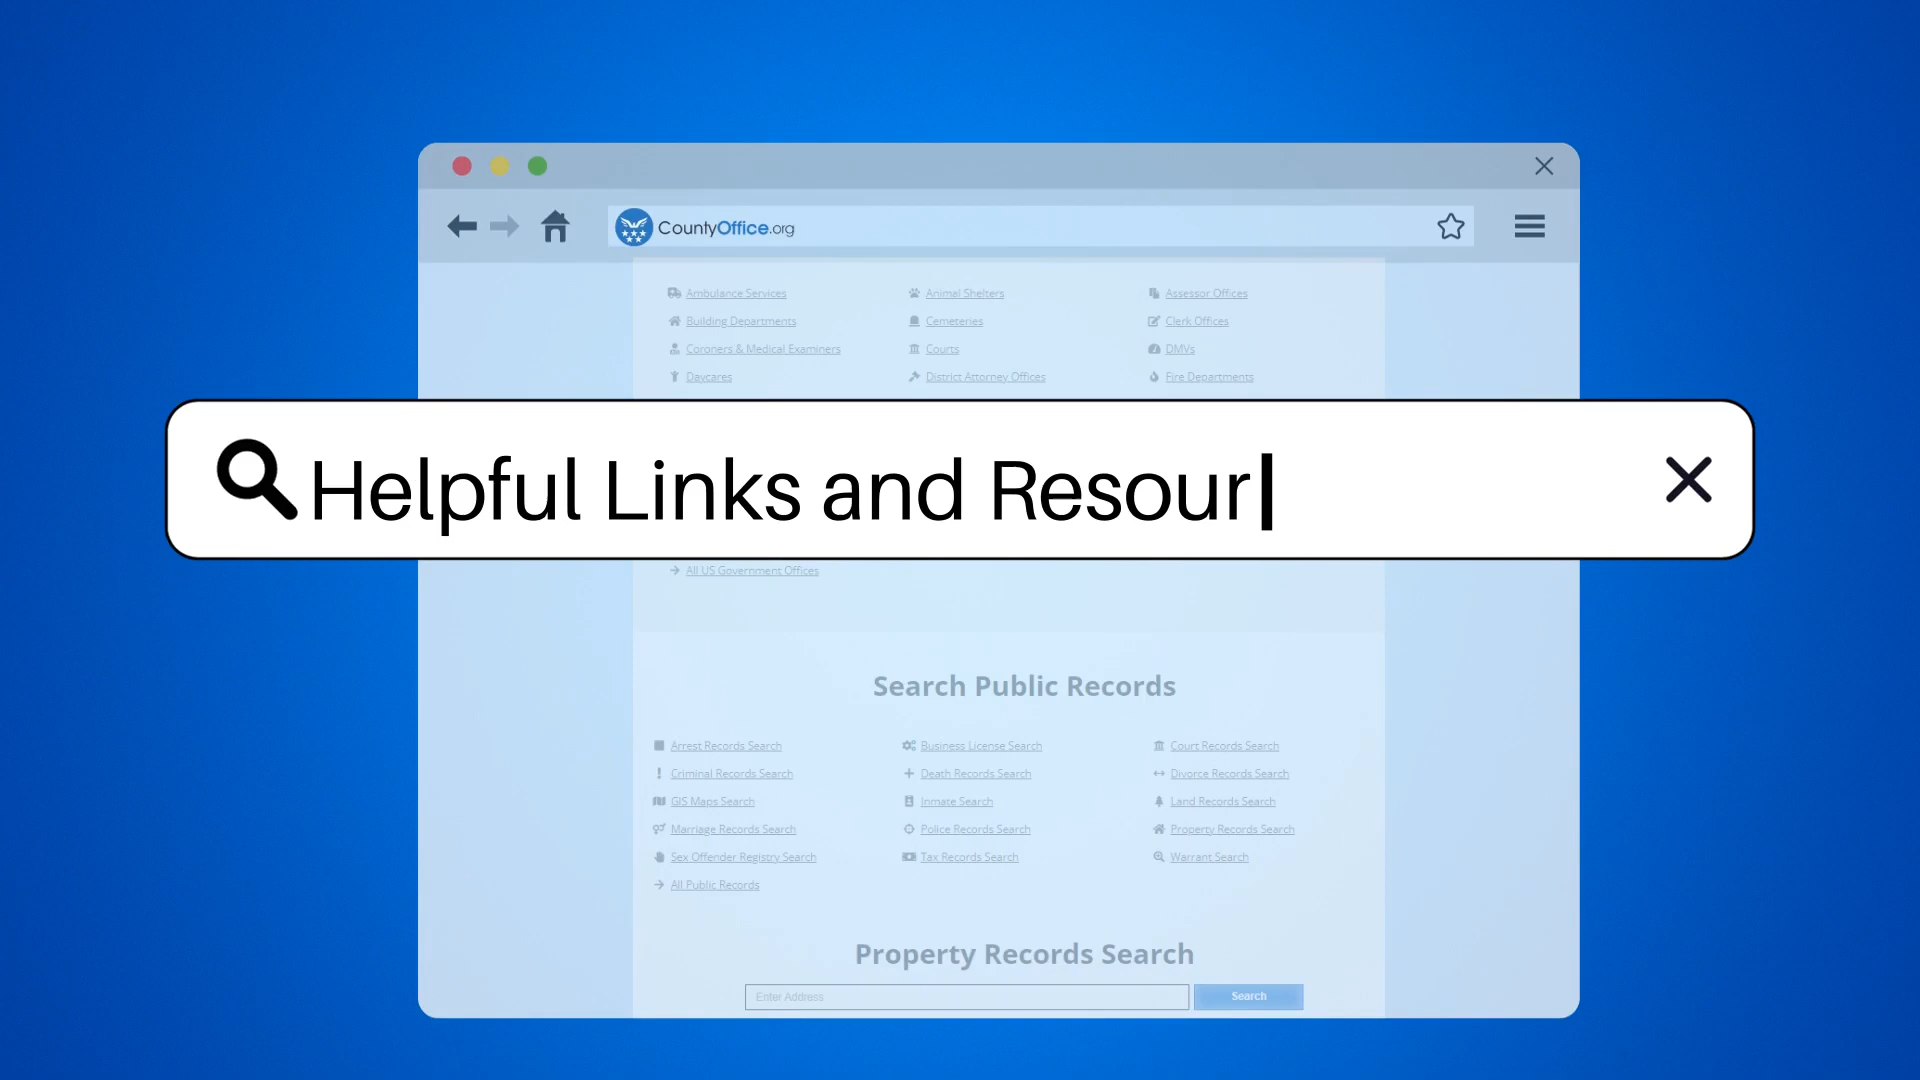 CountyOffice.org
Ambulance Services Animal Shelters Assessor Offices
Building Departments Cemeteries Clerk Offices
Coroners & Medical Examiners Courts DMVs
Daycares District Attorney Offices Fire Departments
Helpful Links and Resour
All US Government Offices
Search Public Records
Arrest Records Search Business License Search Court Records Search
Criminal Records Search Death Records Search Divorce Records Search
GIS Maps Search Inmate Search Land Records Search
Marriage Records Search Police Records Search Property Records Search
Sex Offender Registry Search Tax Records Search Warrant Search
All Public Records
Property Records Search
Enter Address Search